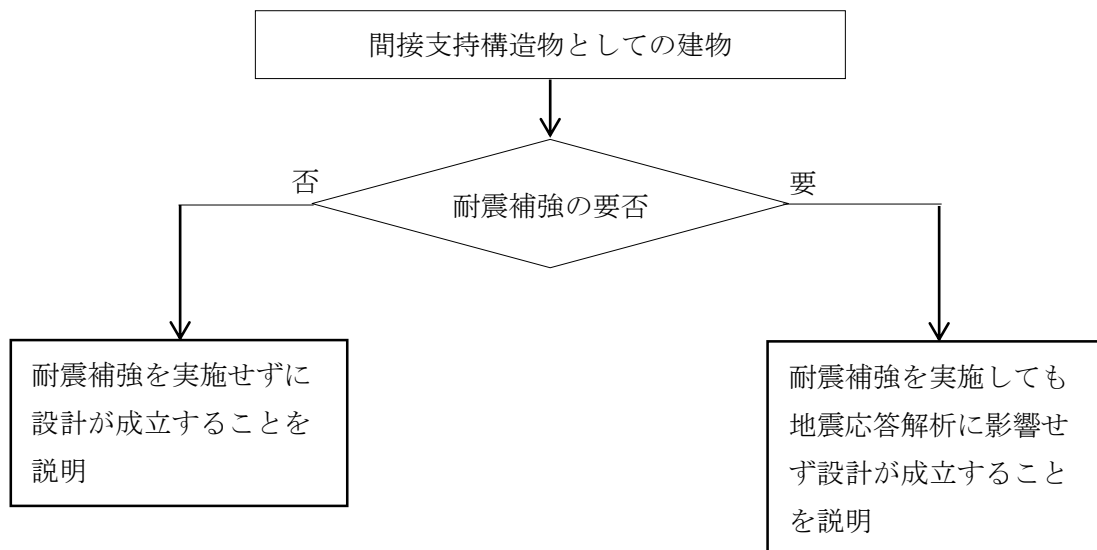 間接支持構造物としての建物
否
要
耐震補強の要否
耐震補強を実施せずに
設計が成立することを
説明
耐震補強を実施しても
地震応答解析に影響せ
ず設計が成立すること
を説明